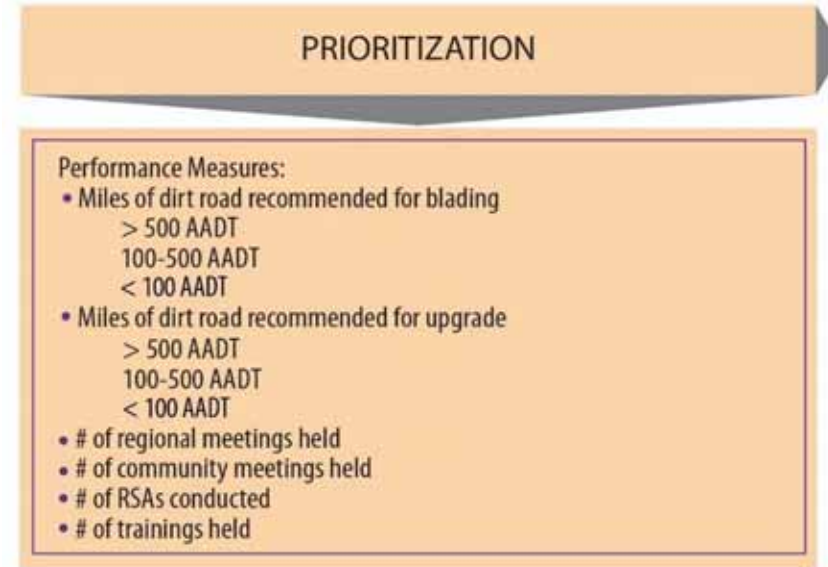 PRIORITIZATION
Performance Measures:
• Miles of dirt road recommended for blading
> 500 AADT
100-500 AADT
< 100 AADT
• Miles of dirt road recommended for upgrade
> 500 AADT
100-500 AADT
< 100 AADT
• # of regional meetings held
• # of community meetings held
• # of RSAs conducted
• # of trainings held